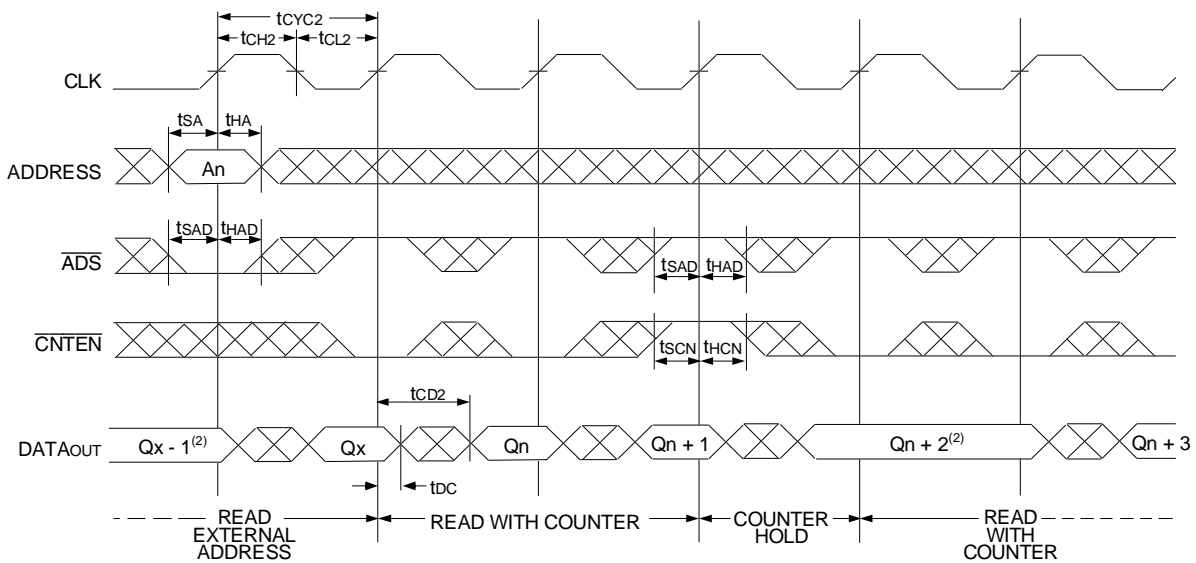 tCYC2
tCH2 tCL2
CLK
tSA tHA
ADDRESS An
tSAD tHAD
ADS
tSAD tHAD
CNTEN
tSCN tHCN
tCD2
DATAOUT Qx - 1(2) Qx Qn Qn + 1 Qn + 2(2) Qn + 3
tDC
READ EXTERNAL ADDRESS
READ WITH COUNTER
COUNTER HOLD
READ WITH COUNTER